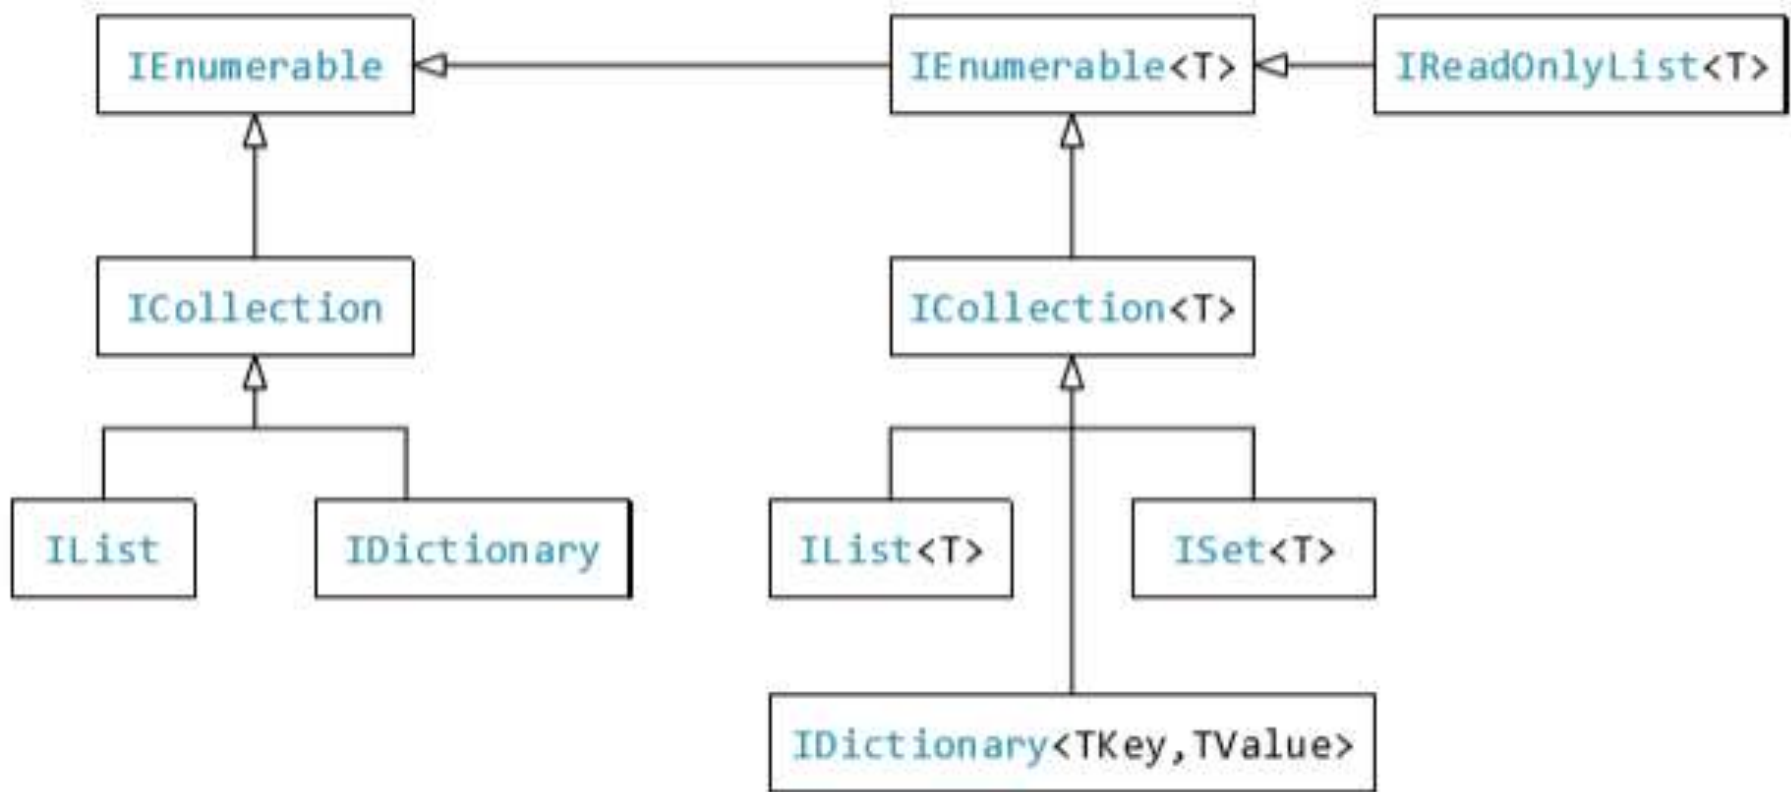 IEnumerable
IEnumerable<T>
IReadOnlyList<T>
ICollection
ICollection<T>
IList
IDictionary
IList<T>
ISet<T>
IDictionary<TKey,TValue>